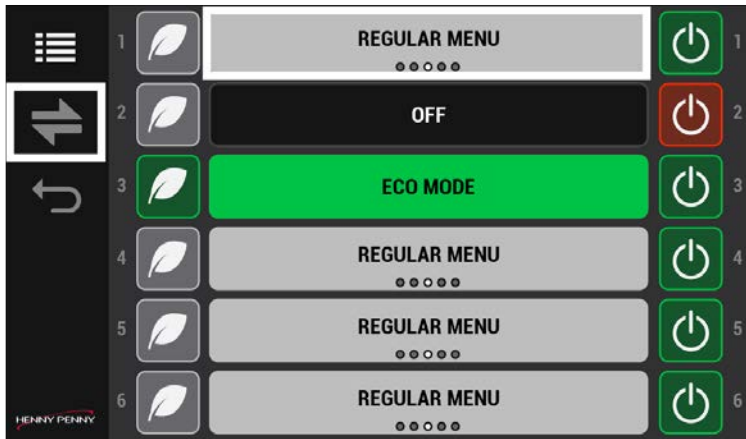 1 REGULAR MENU 1
2 OFF 2
3 ECO MODE 3
4 REGULAR MENU 4
5 REGULAR MENU 5
6 REGULAR MENU 6
HENNY PENNY